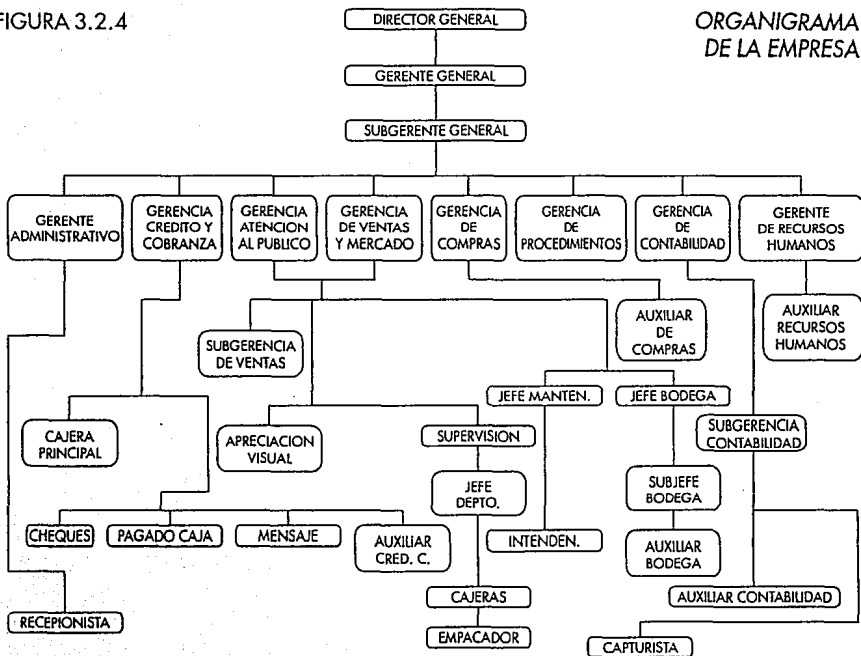 FIGURA 3.2.4
ORGANIGRAMA
DE LA EMPRESA
DIRECTOR GENERAL
GERENTE GENERAL
SUBGERENTE GENERAL
GERENTE
ADMINISTRATIVO
GERENCIA
CREDITO Y
COBRANZA
GERENCIA
ATENCION
AL PUBLICO
GERENCIA
DE VENTAS
Y MERCADO
GERENCIA
DE
COMPRAS
GERENCIA
DE
PROCEDIMIENTOS
GERENCIA
DE
CONTABILIDAD
GERENTE
DE RECURSOS
HUMANOS
SUBGERENCIA
DE VENTAS
AUXILIAR
DE
COMPRAS
AUXILIAR
RECURSOS
HUMANOS
JEFE MANTEN.
JEFE BODEGA
CAJERA
PRINCIPAL
APRECIACION
VISUAL
SUPERVISION
SUBGERENCIA
CONTABILIDAD
JEFE
DEPTO.
SUBJEFE
BODEGA
CHEQUES
PAGADO CAJA
MENSAJE
AUXILIAR
CRED. C.
INTENDEN.
AUXILIAR
BODEGA
CAJERAS
AUXILIAR CONTABILIDAD
RECEPIONISTA
EMPACADOR
CAPTURISTA